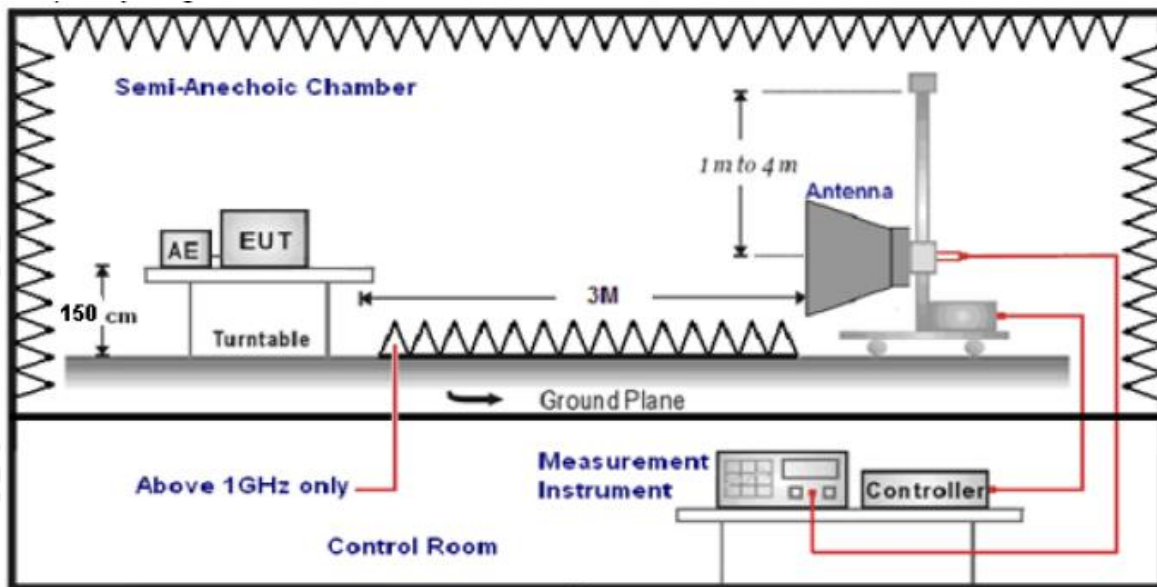 Semi-Anechoic Chamber
1 m to 4 m
Antenna
AE
EUT
150 cm
3M
Turntable
Ground Plane
Above 1GHz only
Measurement
Instrument
Controller
Control Room